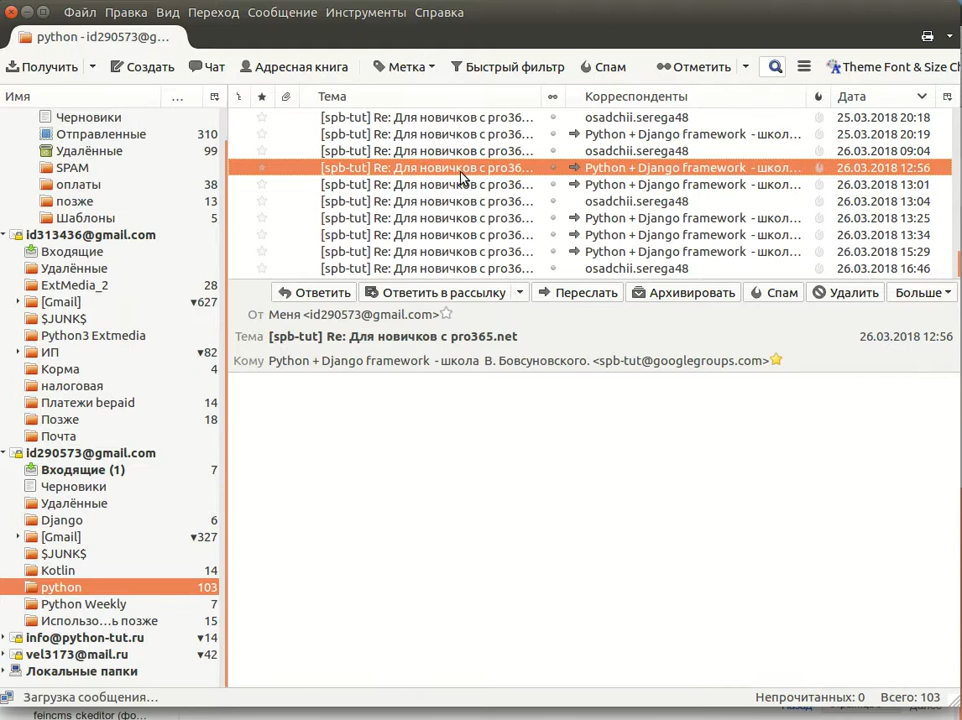 Файл Правка Вид Переход Сообщение Инструменты Справка
python - id290573@g...
Получить Создать Чат Адресная книга Метка Быстрый фильтр Спам Отметить Theme Font & Size Ch
Имя ... Тема Корреспонденты Дата
Черновики
Отправленные 310
Удалённые 99
SPAM
оплаты 38
позже 13
Шаблоны 5
id313436@gmail.com
Входящие
Удалённые
ExtMedia_2 28
[Gmail] ▾627
$JUNK$
Python3 Extmedia
ИП ▾82
Корма 4
налоговая
Платежи bepaid 14
Позже 18
Почта
id290573@gmail.com
Входящие (1) 7
Черновики
Удалённые
Django 6
[Gmail] ▾327
$JUNK$
Kotlin 14
python 103
Python Weekly 7
Использо...ь позже 15
info@python-tut.ru ▾14
vel3173@mail.ru ▾42
Локальные папки
[spb-tut] Re: Для новичков с pro36... osadchii.serega48 25.03.2018 20:18
[spb-tut] Re: Для новичков с pro36... Python + Django framework - школ... 25.03.2018 20:19
[spb-tut] Re: Для новичков с pro36... osadchii.serega48 26.03.2018 09:04
[spb-tut] Re: Для новичков с pro36... Python + Django framework - школ... 26.03.2018 12:56
[spb-tut] Re: Для новичков с pro36... Python + Django framework - школ... 26.03.2018 13:01
[spb-tut] Re: Для новичков с pro36... osadchii.serega48 26.03.2018 13:04
[spb-tut] Re: Для новичков с pro36... Python + Django framework - школ... 26.03.2018 13:25
[spb-tut] Re: Для новичков с pro36... Python + Django framework - школ... 26.03.2018 13:34
[spb-tut] Re: Для новичков с pro36... Python + Django framework - школ... 26.03.2018 15:29
[spb-tut] Re: Для новичков с pro36... osadchii.serega48 26.03.2018 16:46
Ответить Ответить в рассылку Переслать Архивировать Спам Удалить Больше
От Меня <id290573@gmail.com>
Тема [spb-tut] Re: Для новичков с pro365.net 26.03.2018 12:56
Кому Python + Django framework - школа В. Бовсуновского. <spb-tut@googlegroups.com>
Загрузка сообщения... Непрочитанных: 0 Всего: 103
feincms ckeditor (фо...